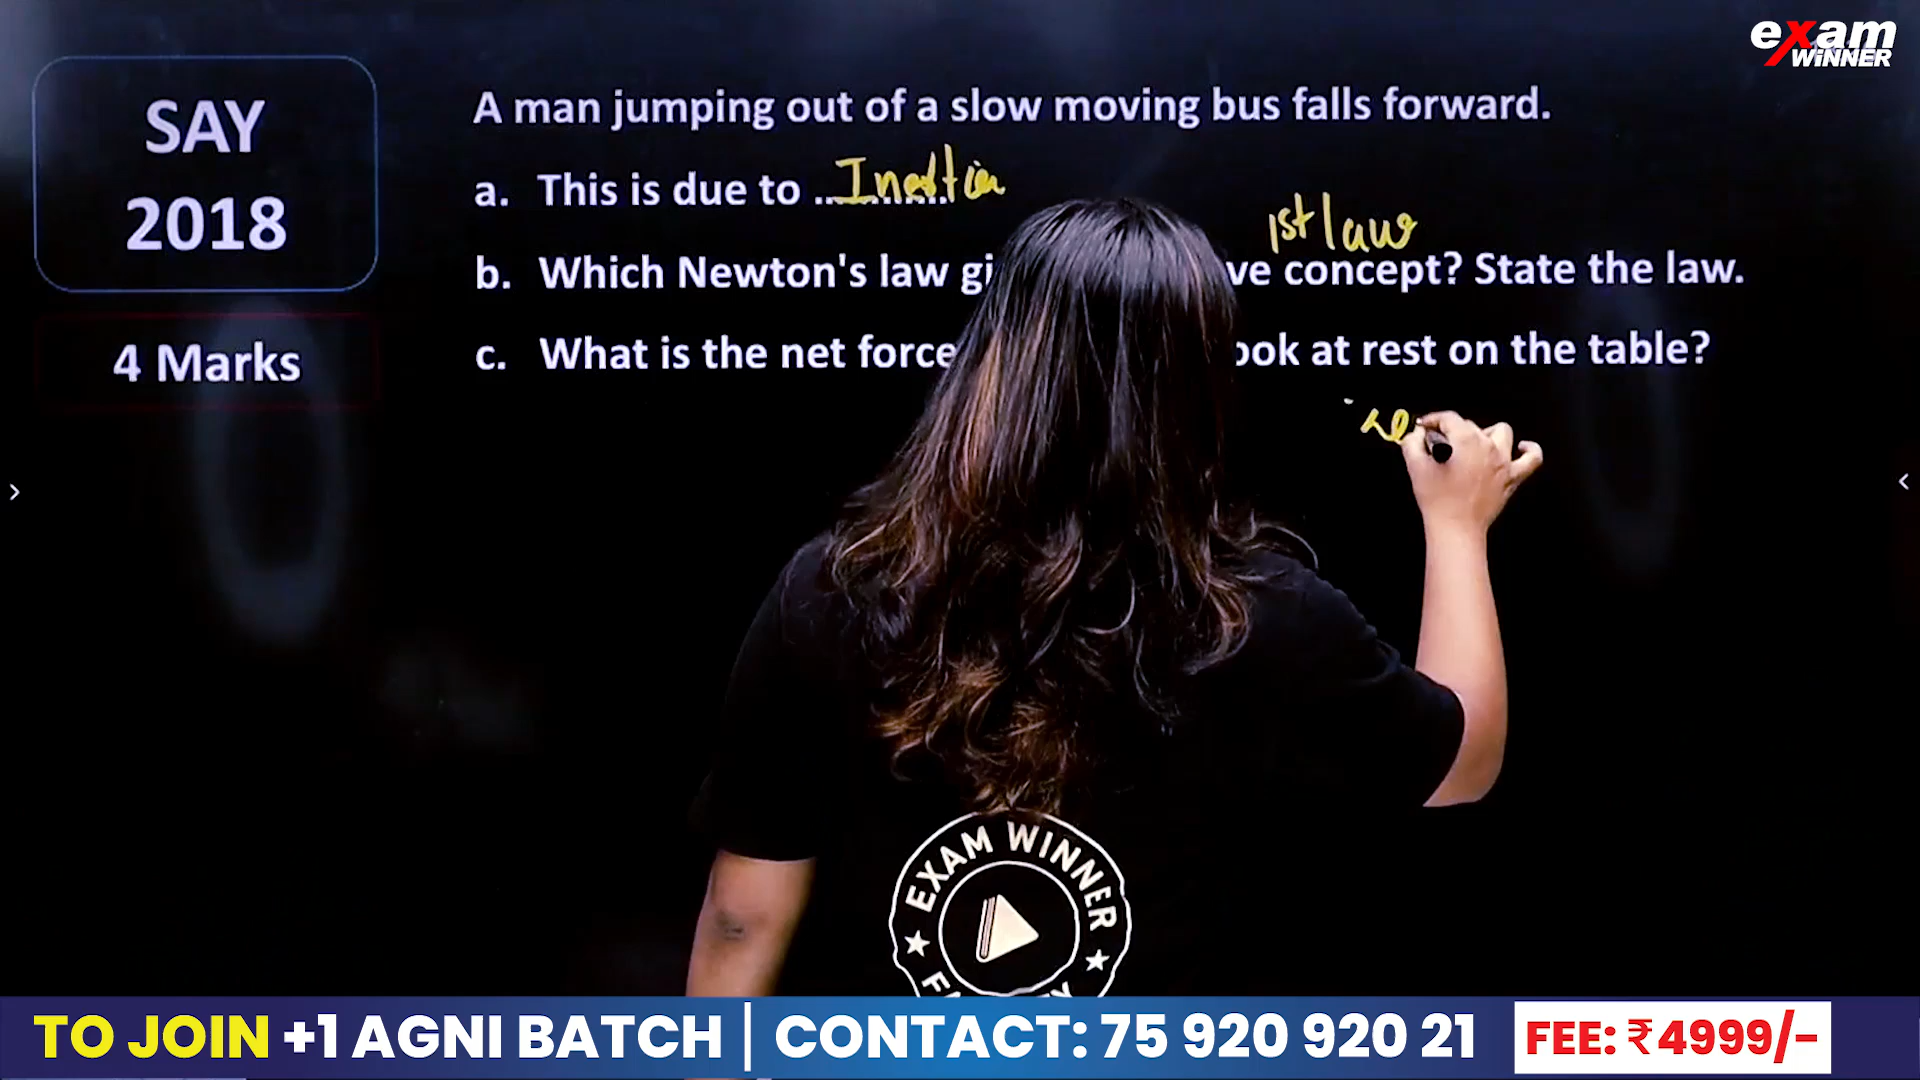 exam
WINNER
SAY
2018
4 Marks
A man jumping out of a slow moving bus falls forward.
a. This is due to ............ Inertia
1st law
b. Which Newton's law gi ve concept? State the law.
c. What is the net force ook at rest on the table?
EXAM WINNER
TO JOIN +1 AGNI BATCH | CONTACT: 75 920 920 21 FEE: ₹4999/-